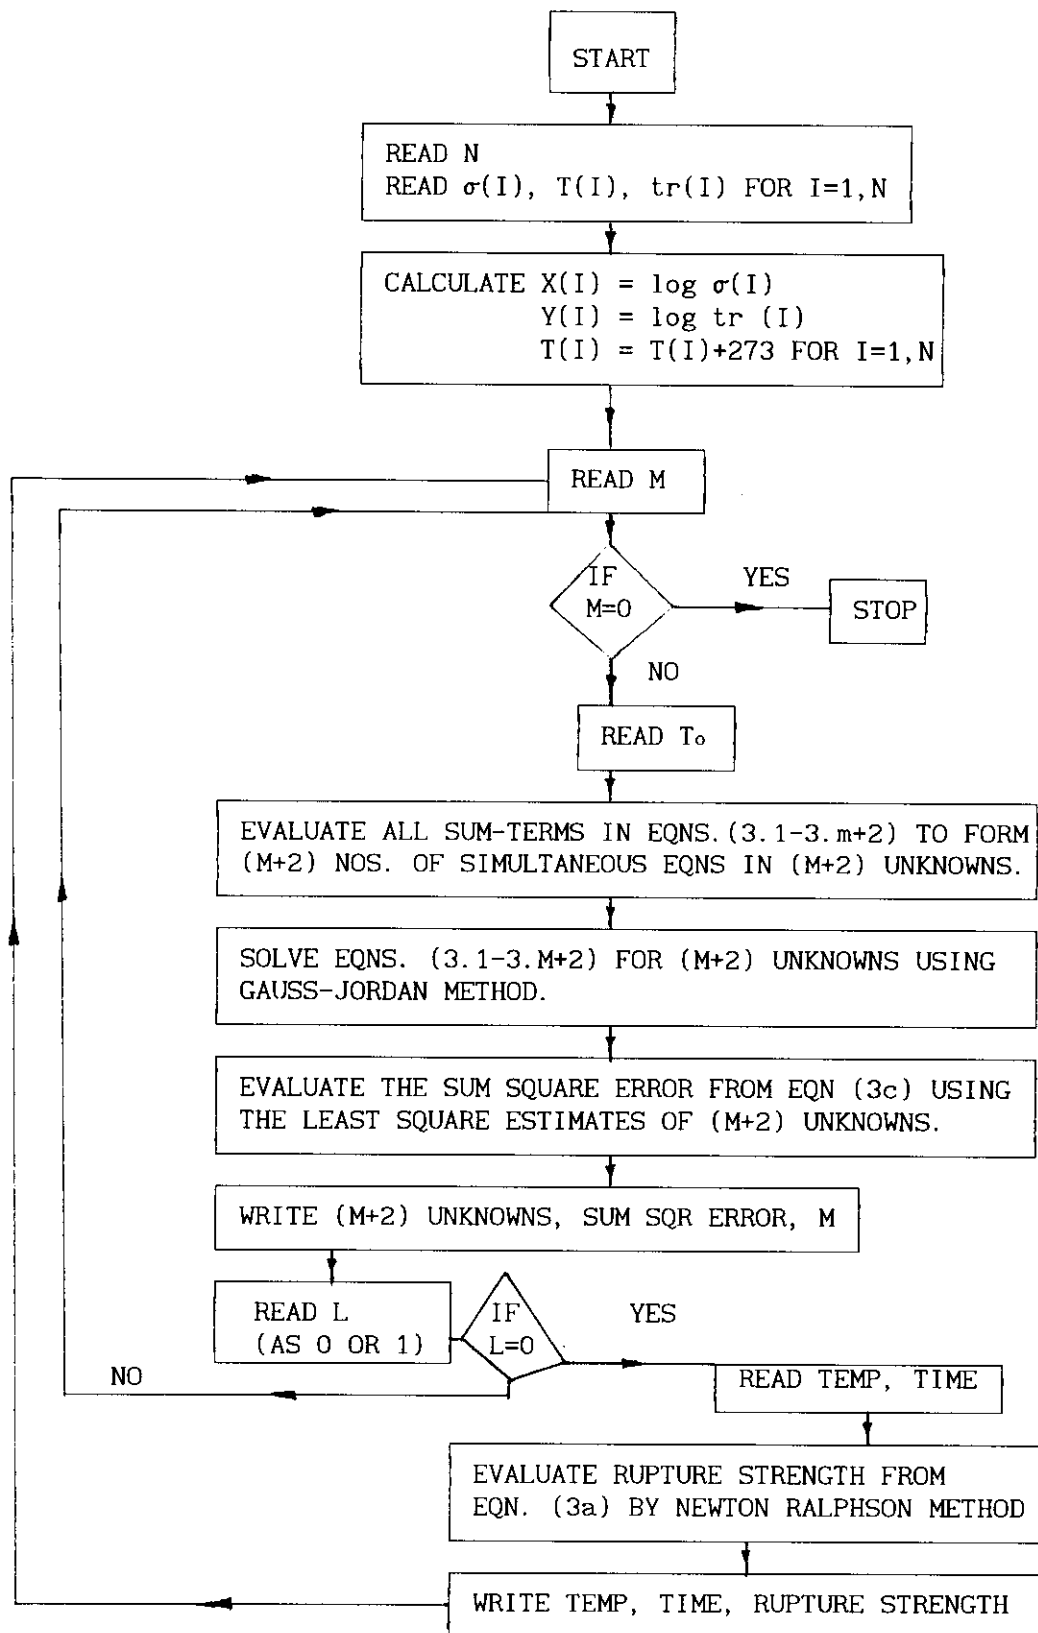 START
READ N
READ σ(I), T(I), tr(I) FOR I=1,N
CALCULATE X(I) = log σ(I)
Y(I) = log tr (I)
T(I) = T(I)+273 FOR I=1,N
READ M
IF
M=0
YES
STOP
NO
READ To
EVALUATE ALL SUM-TERMS IN EQNS.(3.1-3.m+2) TO FORM
(M+2) NOS. OF SIMULTANEOUS EQNS IN (M+2) UNKNOWNS.
SOLVE EQNS. (3.1-3.M+2) FOR (M+2) UNKNOWNS USING
GAUSS-JORDAN METHOD.
EVALUATE THE SUM SQUARE ERROR FROM EQN (3c) USING
THE LEAST SQUARE ESTIMATES OF (M+2) UNKNOWNS.
WRITE (M+2) UNKNOWNS, SUM SQR ERROR, M
READ L
(AS 0 OR 1)
IF
L=0
YES
NO
READ TEMP, TIME
EVALUATE RUPTURE STRENGTH FROM
EQN. (3a) BY NEWTON RALPHSON METHOD
WRITE TEMP, TIME, RUPTURE STRENGTH